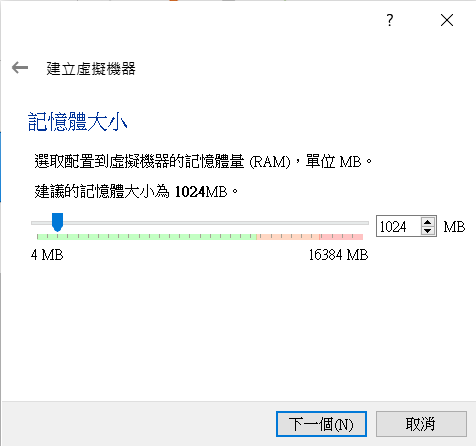 ?
建立虛擬機器
記憶體大小
選取配置到虛擬機器的記憶體量 (RAM)，單位 MB。
建議的記憶體大小為 1024MB。
1024 MB
4 MB 16384 MB
下一個(N) 取消